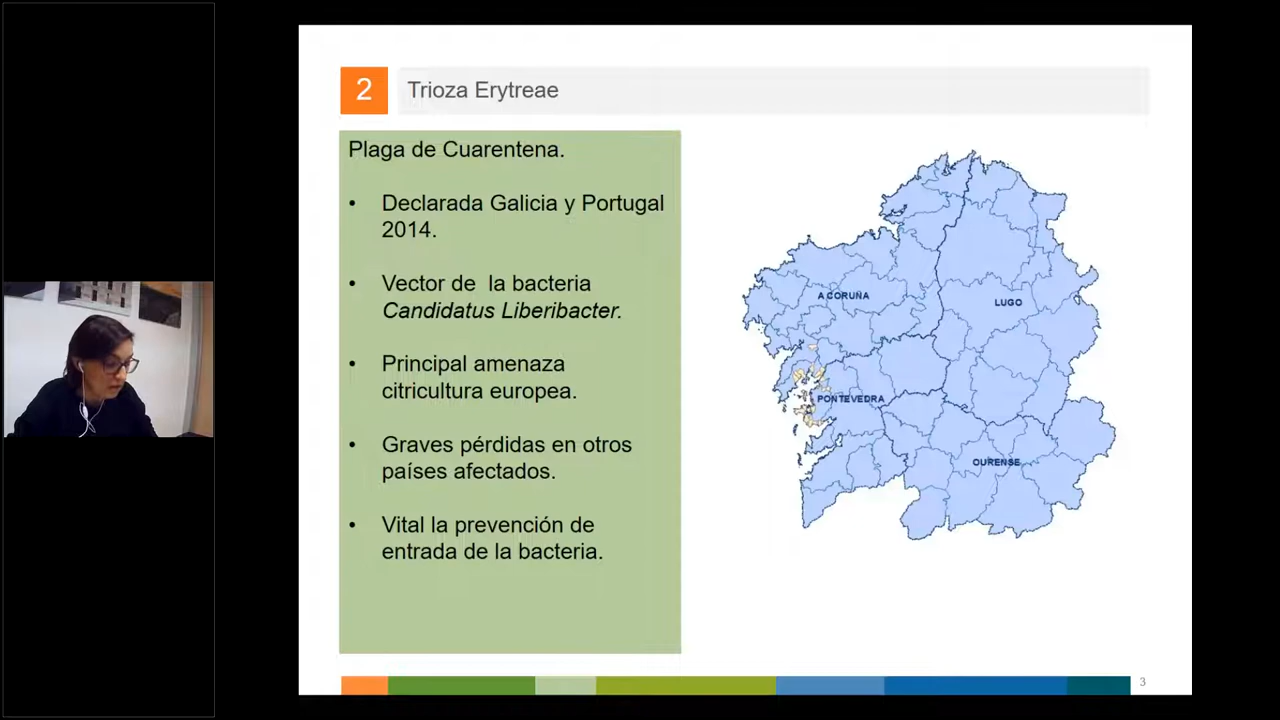 2
Trioza Erytreae
Plaga de Cuarentena.
• Declarada Galicia y Portugal
2014.
• Vector de la bacteria
Candidatus Liberibacter.
• Principal amenaza
citricultura europea.
• Graves pérdidas en otros
países afectados.
• Vital la prevención de
entrada de la bacteria.
A CORUÑA
LUGO
PONTEVEDRA
OURENSE
3